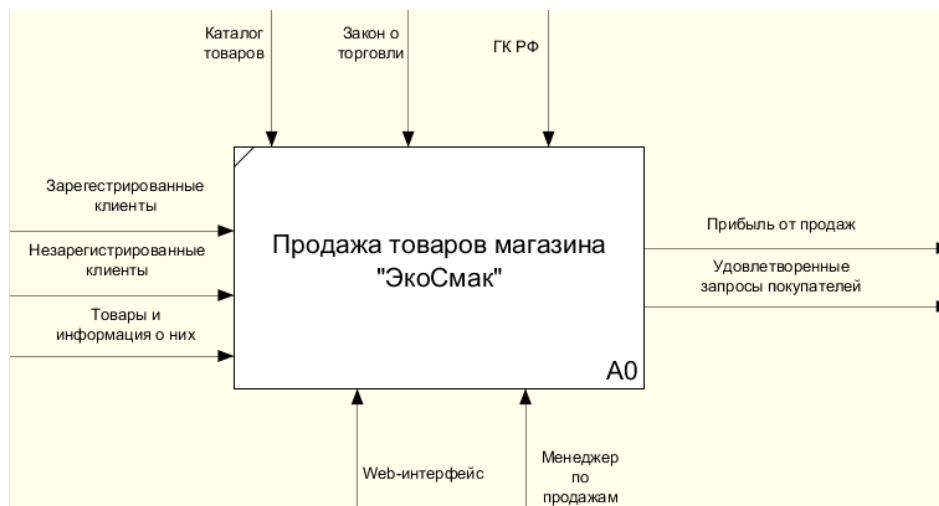 Каталог
товаров
Закон о
торговли
ГК РФ
Зарегестрированные
клиенты
Незарегистрированные
клиенты
Товары и
информация о них
Продажа товаров магазина
"ЭкоСмак"
A0
Прибыль от продаж
Удовлетворенные
запросы покупателей
Web-интерфейс
Менеджер
по
продажам